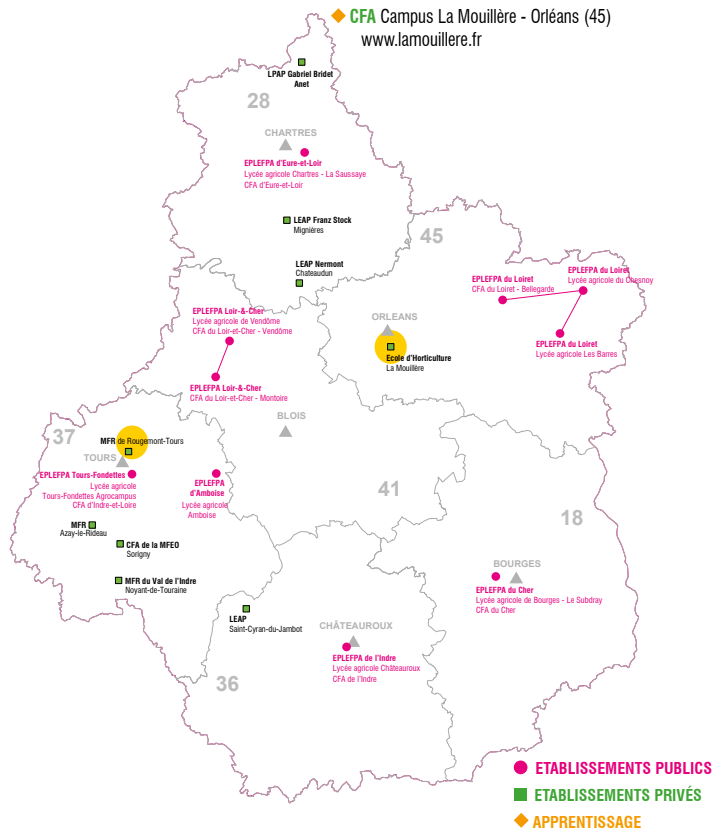 ◆ CFA Campus La Mouillère - Orléans (45)
www.lamouillere.fr
LPAP Gabriel Bridet
Anet
28
CHARTRES
EPLEFPA d'Eure-et-Loir
Lycée agricole Chartres - La Saussaye
CFA d'Eure-et-Loir
LEAP Franz Stock
Mignières
45
LEAP Nermont
Chateaudun
EPLEFPA du Loiret
Lycée agricole du Chesnoy
EPLEFPA du Loiret
CFA du Loiret - Bellegarde
EPLEFPA Loir-&-Cher
Lycée agricole de Vendôme
CFA du Loir-et-Cher - Vendôme
ORLEANS
EPLEFPA du Loiret
Lycée agricole Les Barres
Ecole d'Horticulture
La Mouillère
EPLEFPA Loir-&-Cher
CFA du Loir-et-Cher - Montoire
BLOIS
37
MFR de Rougemont-Tours
TOURS
EPLEFPA Tours-Fondettes
Lycée agricole
Tours-Fondettes Agrocampus
CFA d'Indre-et-Loire
EPLEFPA
d'Amboise
Lycée agricole
Amboise
41
18
MFR
Azay-le-Rideau
CFA de la MFEO
Sorigny
BOURGES
MFR du Val de l'Indre
Noyant-de-Touraine
EPLEFPA du Cher
Lycée agricole de Bourges - Le Subdray
CFA du Cher
LEAP
Saint-Cyran-du-Jambot
CHÂTEAUROUX
EPLEFPA de l'Indre
Lycée agricole Châteauroux
CFA de l'Indre
36
ETABLISSEMENTS PUBLICS
ETABLISSEMENTS PRIVÉS
APPRENTISSAGE